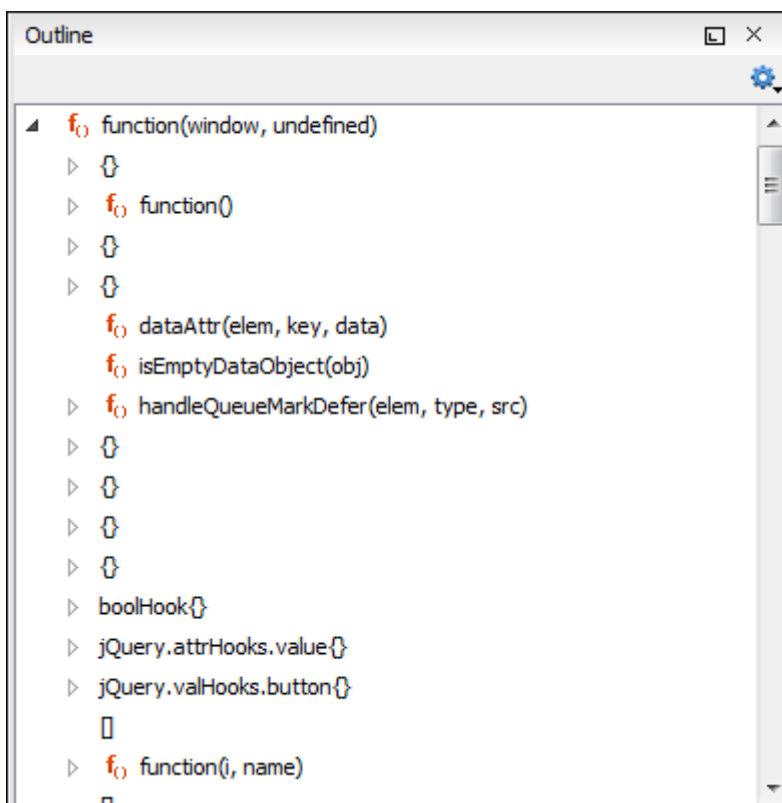 Outline
f() function(window, undefined)
{}
f() function()
{}
{}
f() dataAttr(elem, key, data)
f() isEmptyDataObject(obj)
f() handleQueueMarkDefer(elem, type, src)
{}
{}
{}
{}
boolHook{}
jQuery.attrHooks.value{}
jQuery.valHooks.button{}
[]
f() function(i, name)